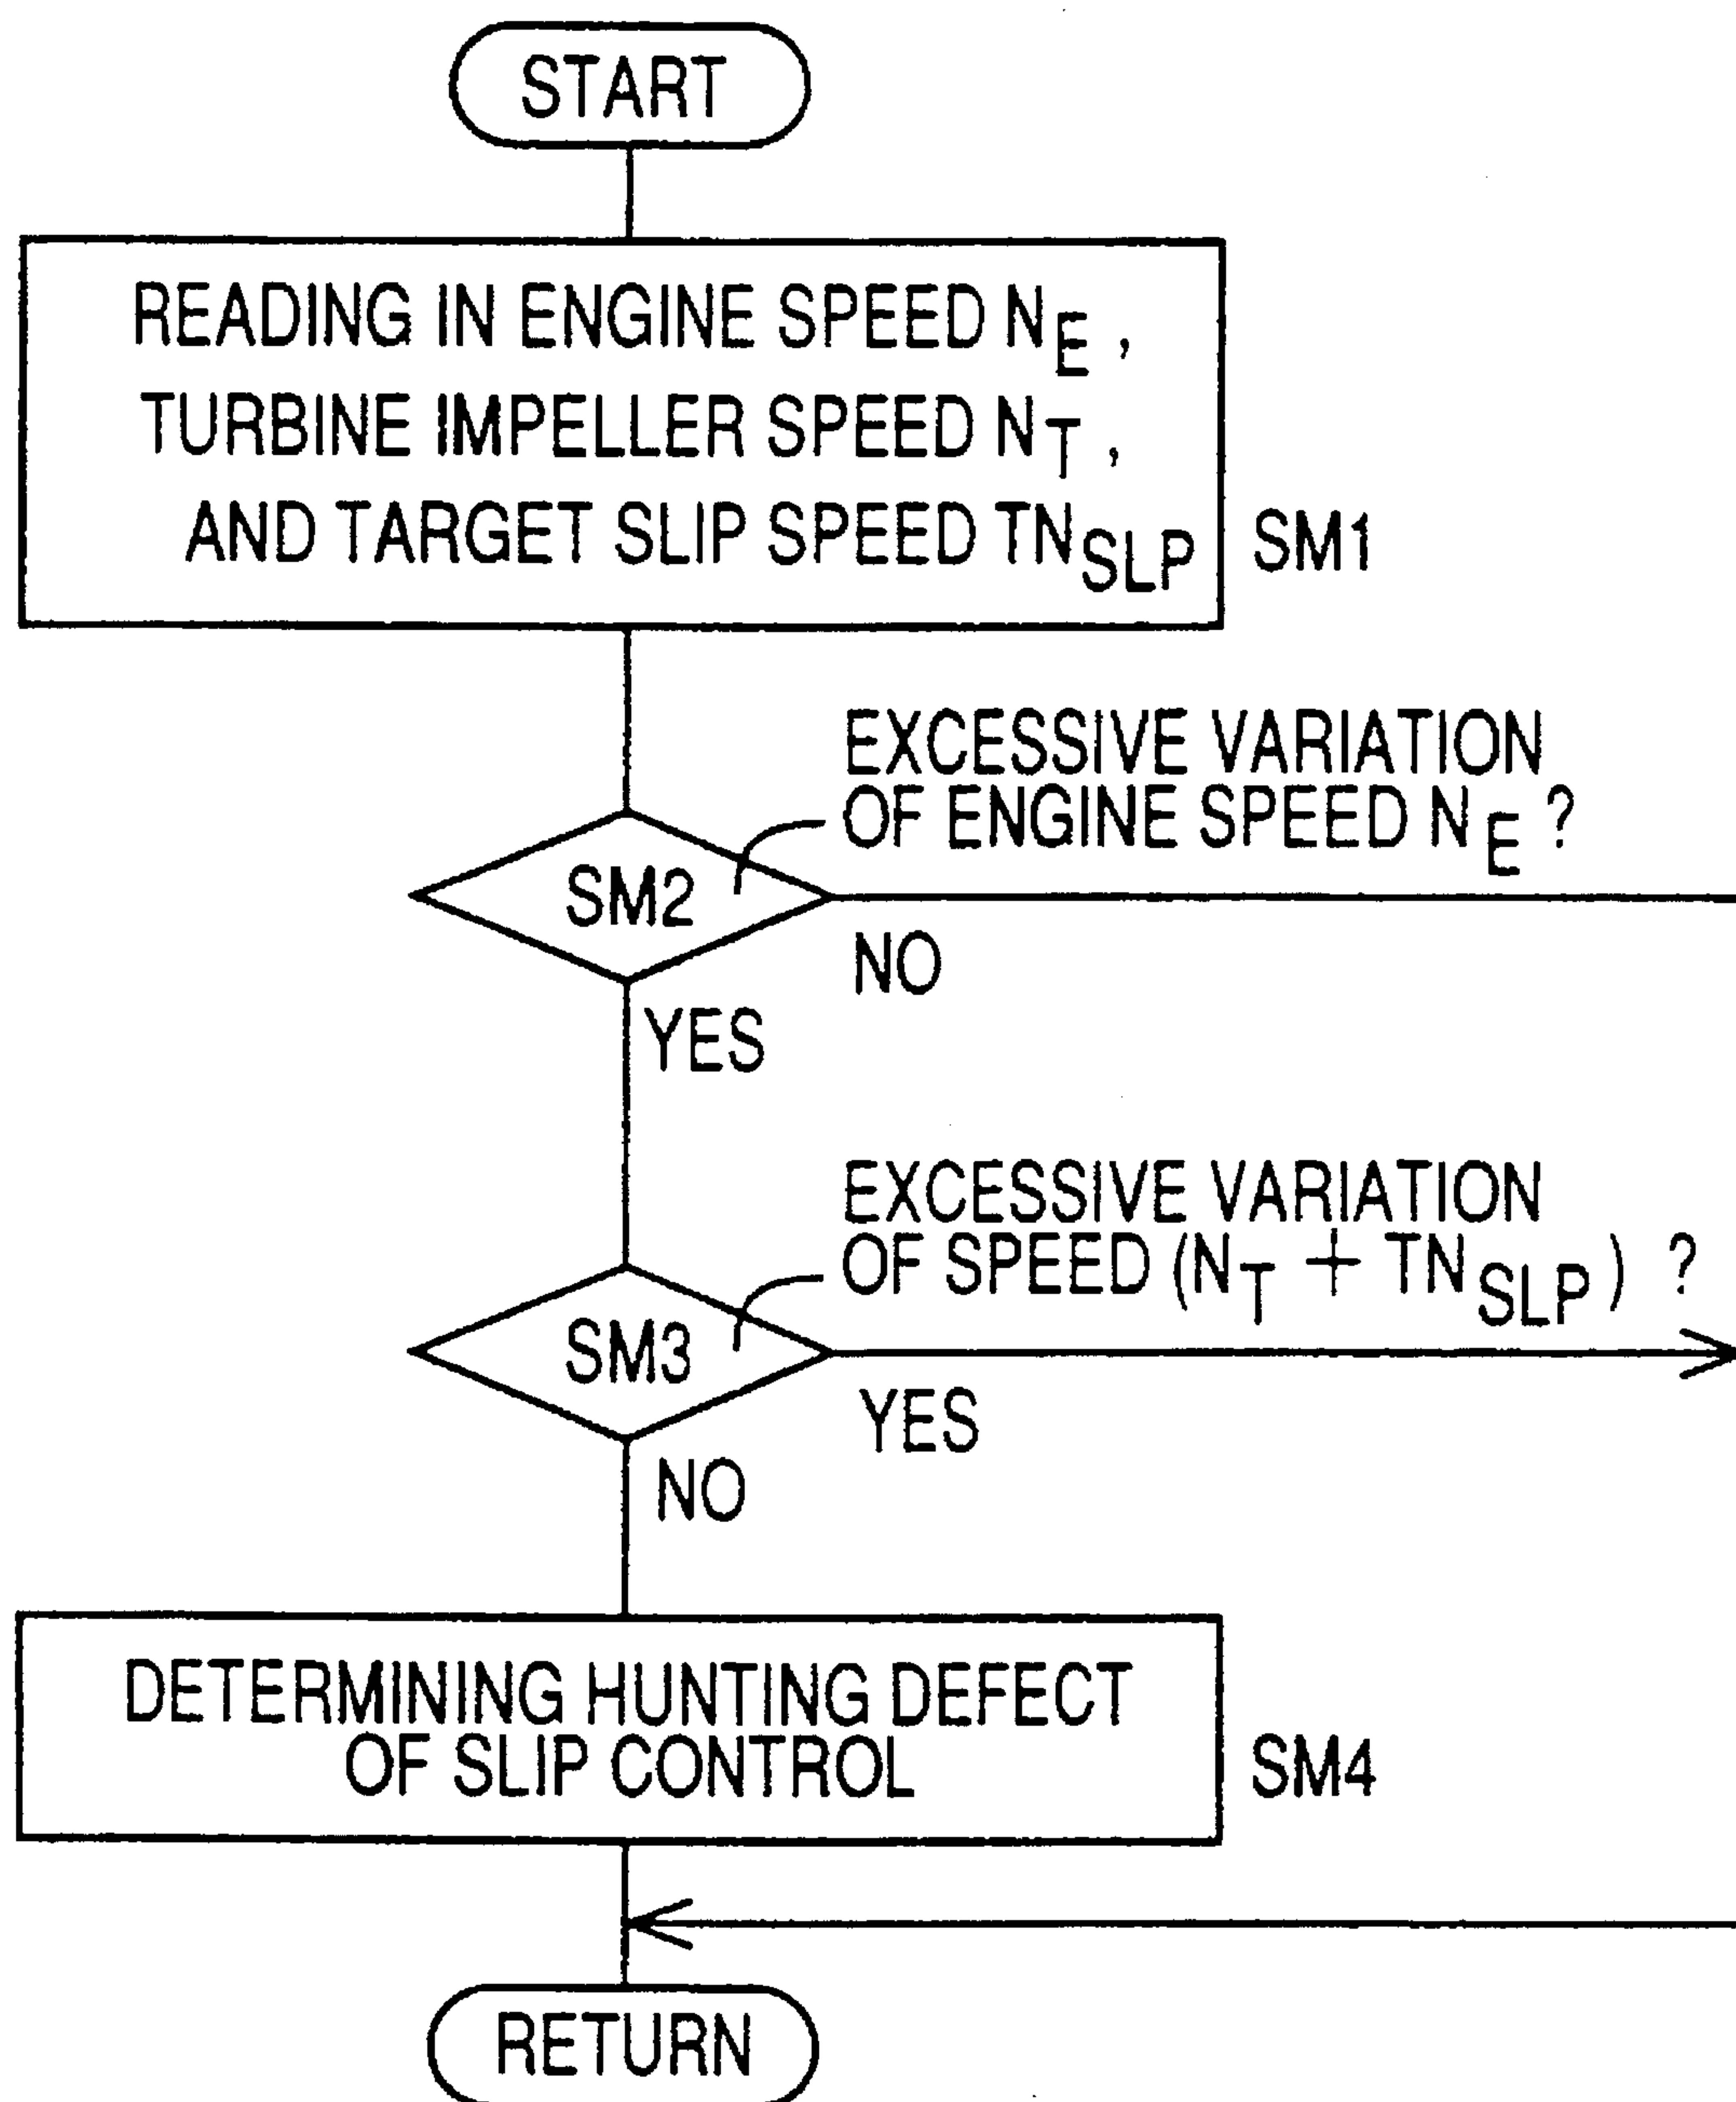 START
READING IN ENGINE SPEED N_E ,
TURBINE IMPELLER SPEED N_T ,
AND TARGET SLIP SPEED TN_SLP
SM1
EXCESSIVE VARIATION
OF ENGINE SPEED N_E ?
SM2
NO
YES
EXCESSIVE VARIATION
OF SPEED (N_T + TN_SLP) ?
SM3
YES
NO
DETERMINING HUNTING DEFECT
OF SLIP CONTROL
SM4
RETURN